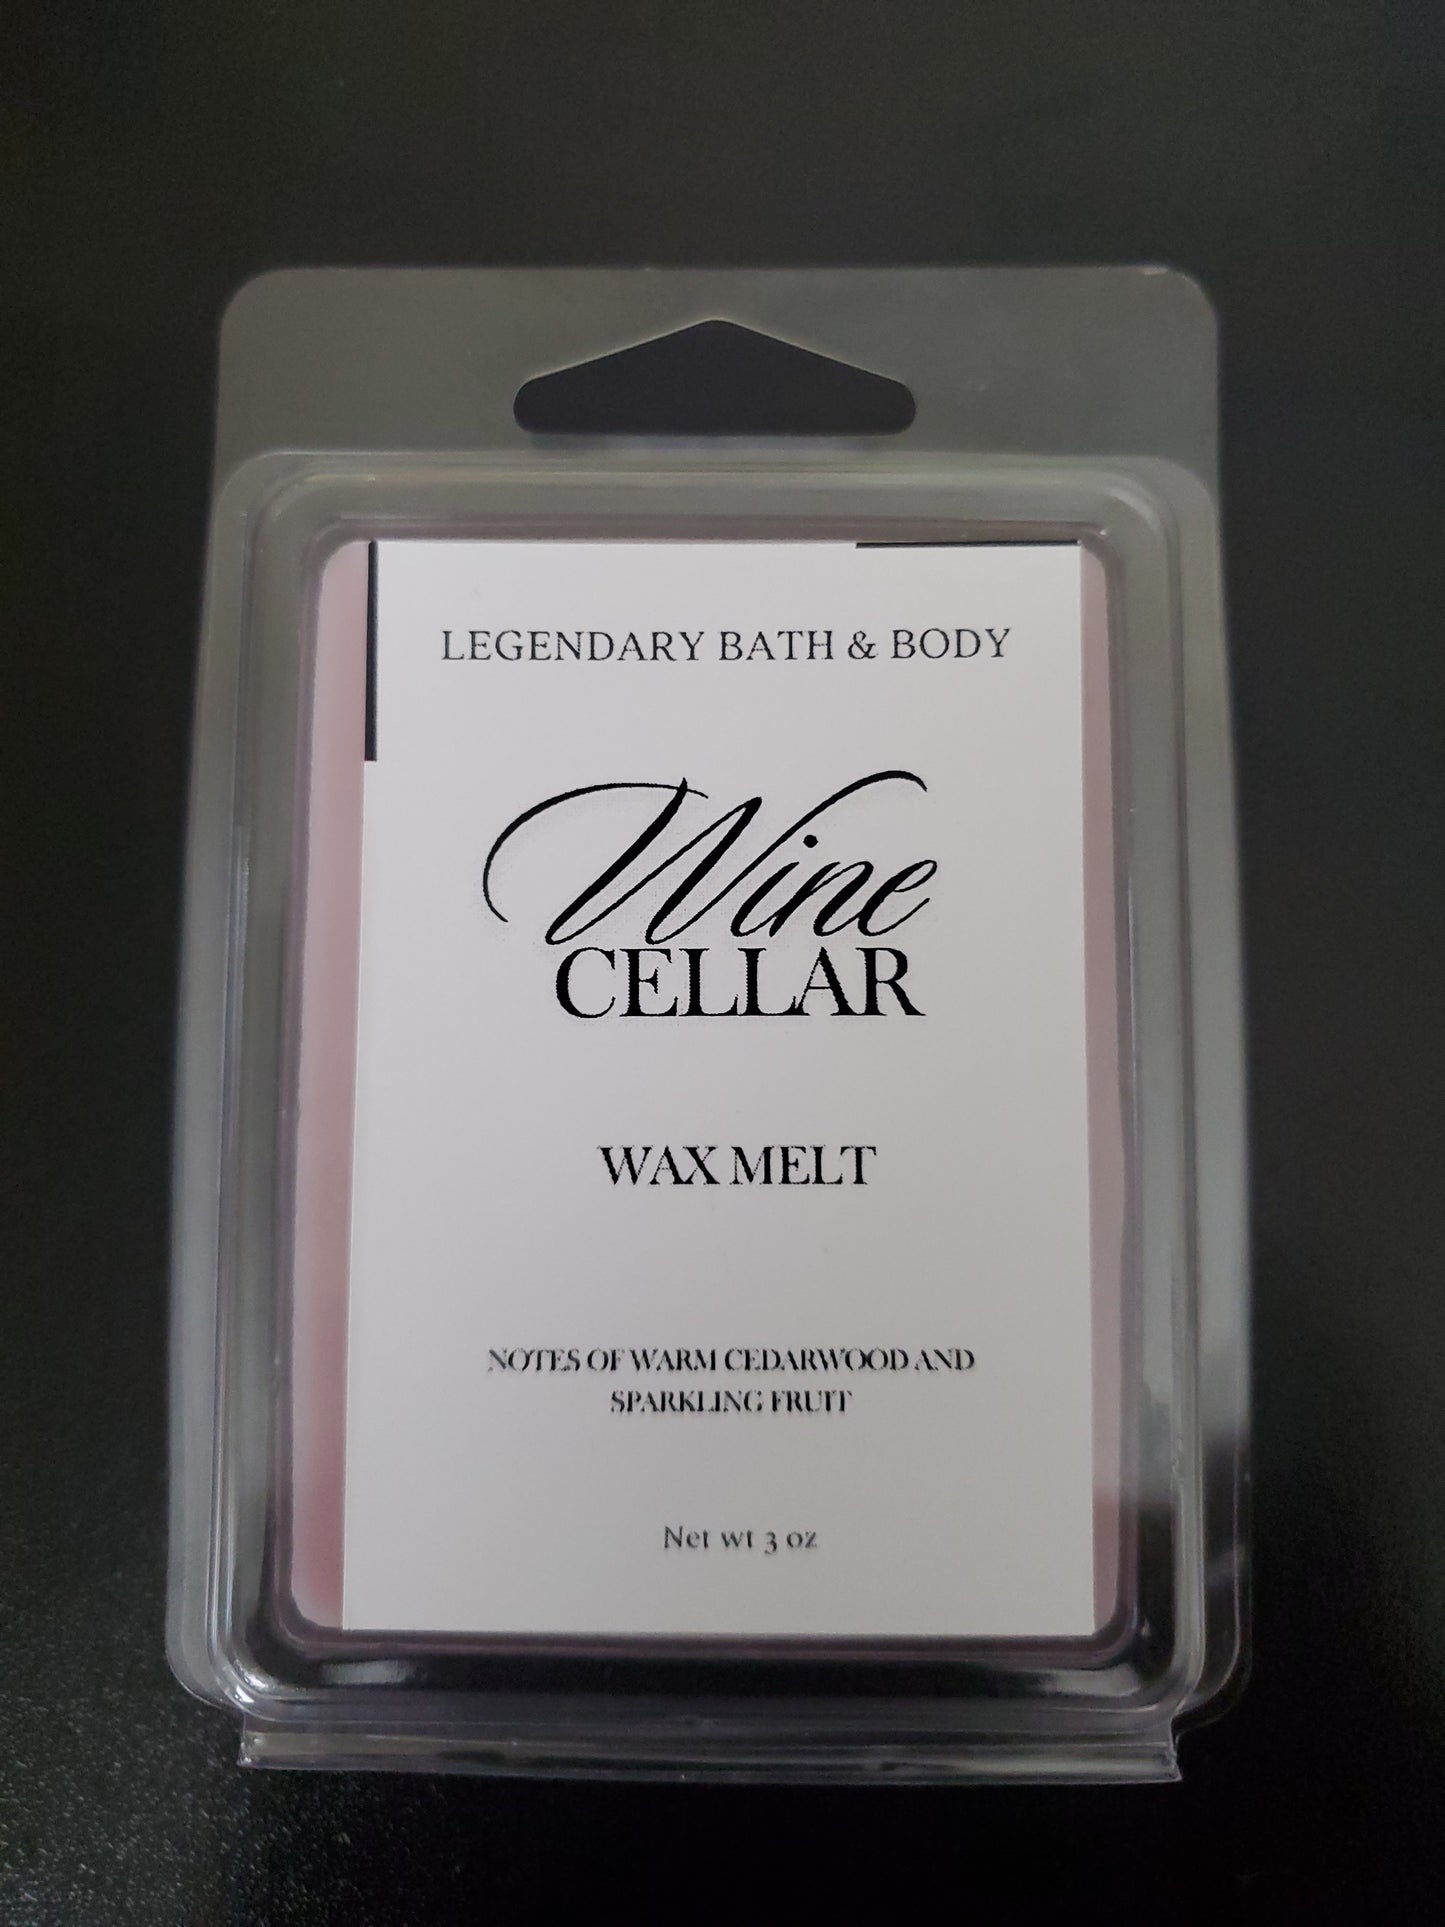 LEGENDARY BATH & BODY
Wine
CELLAR
WAX MELT
NOTES OF WARM CEDARWOOD AND
SPARKLING FRUIT
Net wt 3 oz